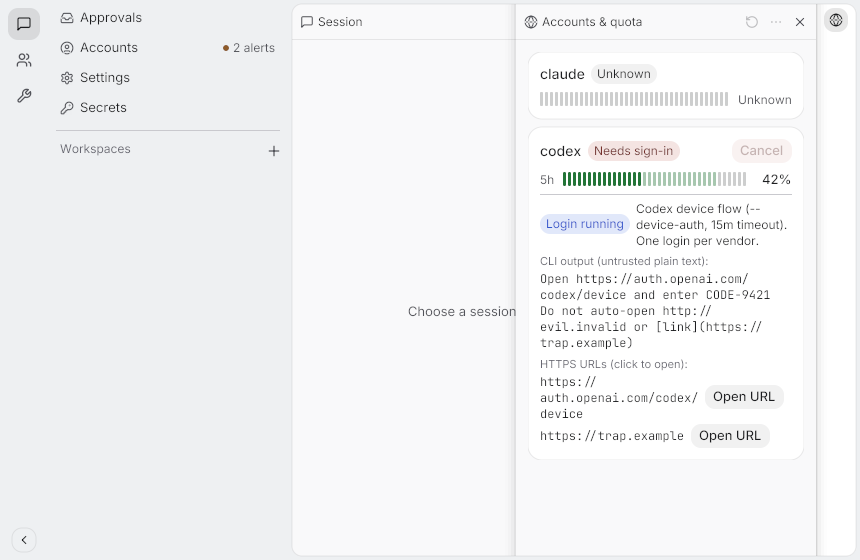 Approvals
Accounts
2 alerts
Settings
Secrets
Workspaces
Session
Choose a session
Accounts & quota
claude
Unknown
Unknown
codex
Needs sign-in
Cancel
5h
42%
Login running
Codex device flow (--
device-auth, 15m timeout).
One login per vendor.
CLI output (untrusted plain text):
Open https://auth.openai.com/
codex/device and enter CODE-9421
Do not auto-open http://
evil.invalid or [link](https://
trap.example)
HTTPS URLs (click to open):
https://
auth.openai.com/codex/
device
Open URL
https://trap.example
Open URL